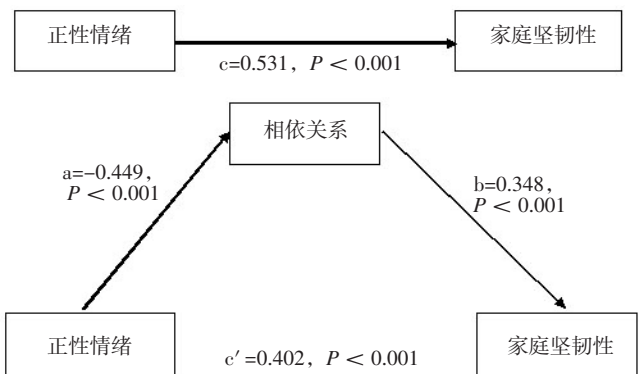 正性情绪
家庭坚韧性
c=0.531，P＜0.001
相依关系
a=-0.449，
P＜0.001
b=0.348，
P＜0.001
正性情绪
家庭坚韧性
c′=0.402，P＜0.001